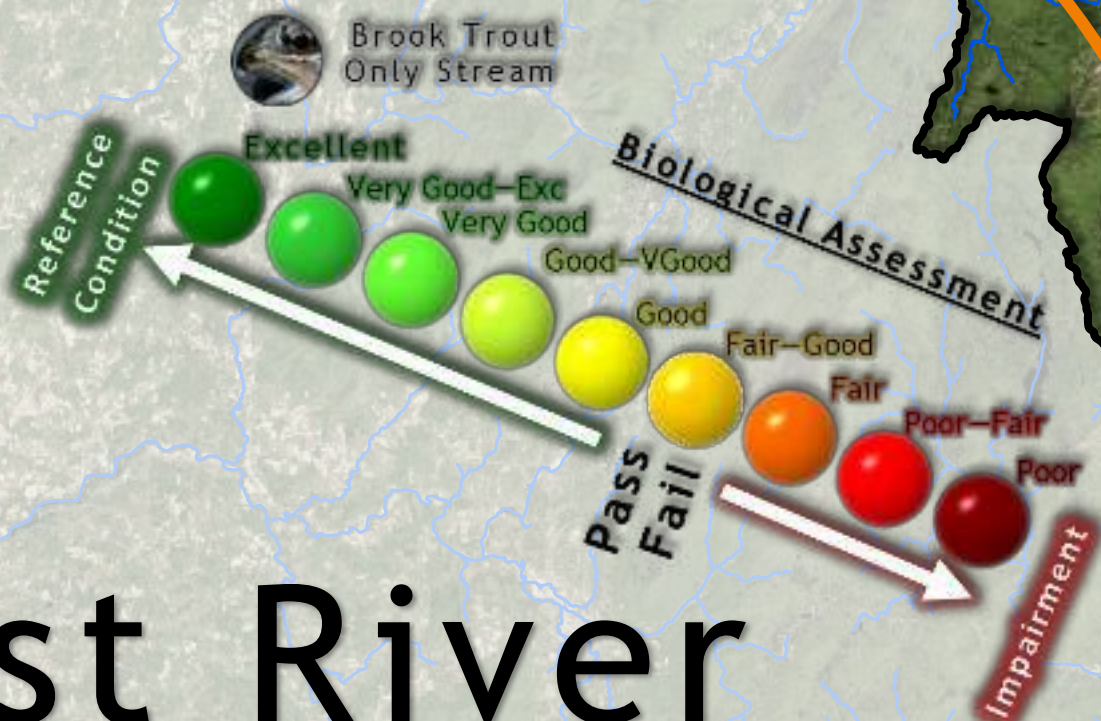 Brook Trout
Only Stream
Reference
Condition
Excellent
Very Good–Exc
Very Good
Good–VGood
Good
Fair–Good
Fair
Poor–Fair
Poor
Biological Assessment
Pass
Fail
Impairment
st River